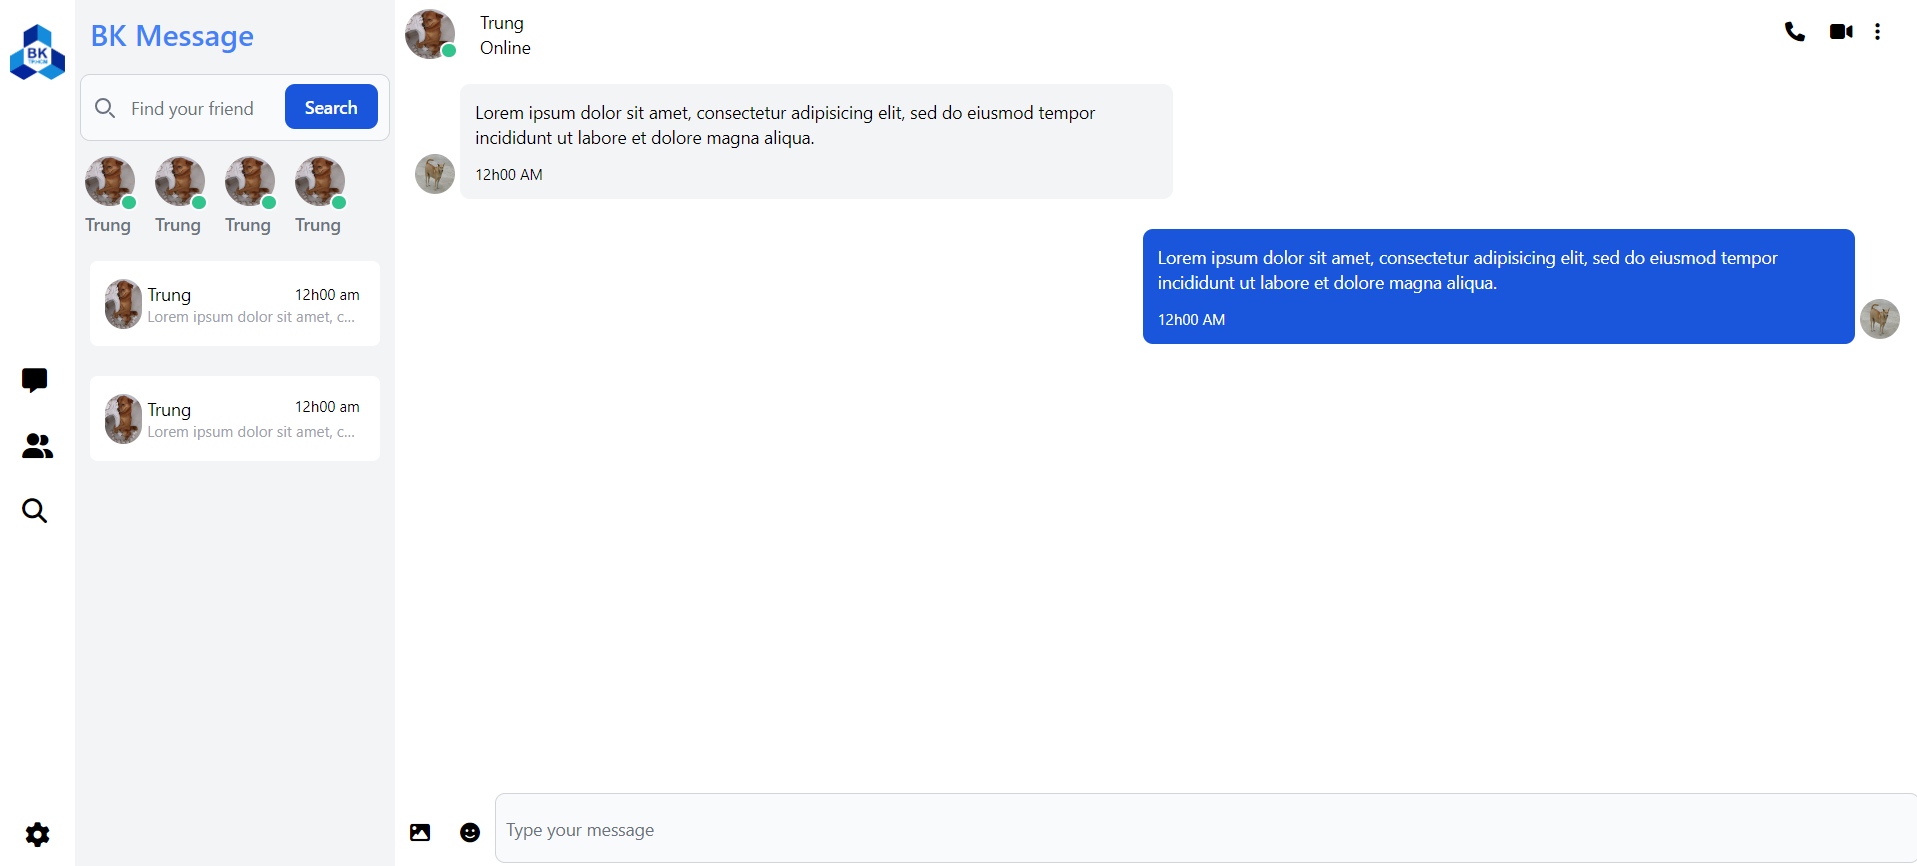 BK
TP.HCM
BK Message
Find your friend
Search
Trung
Trung
Trung
Trung
Trung
12h00 am
Lorem ipsum dolor sit amet, c...
Trung
12h00 am
Lorem ipsum dolor sit amet, c...
Trung
Online
Lorem ipsum dolor sit amet, consectetur adipisicing elit, sed do eiusmod tempor
incididunt ut labore et dolore magna aliqua.
12h00 AM
Lorem ipsum dolor sit amet, consectetur adipisicing elit, sed do eiusmod tempor
incididunt ut labore et dolore magna aliqua.
12h00 AM
Type your message